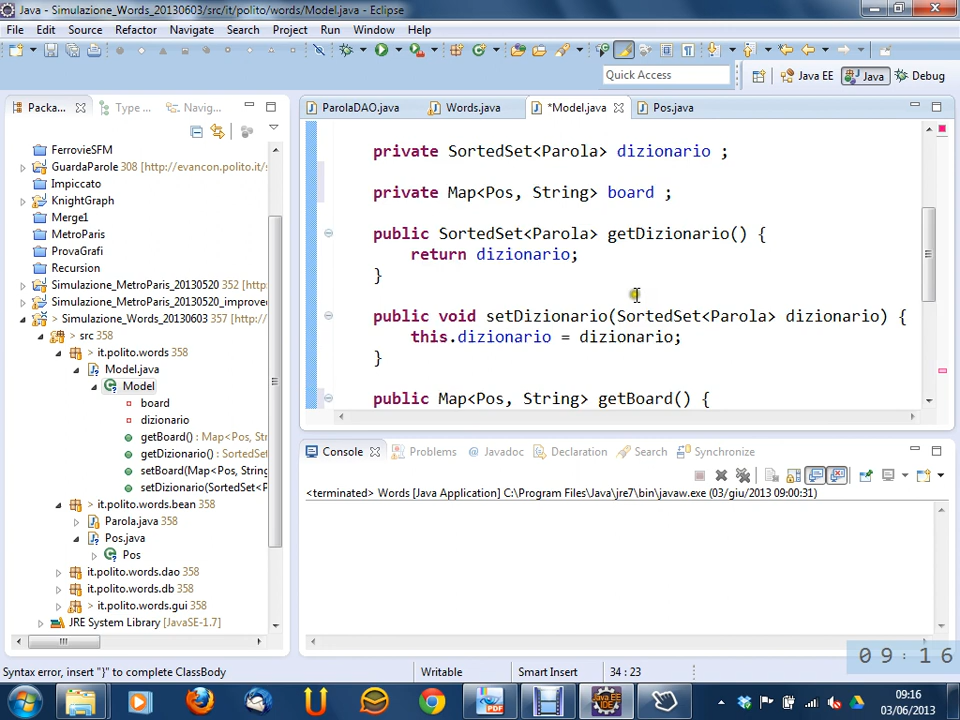 Java - Simulazione_Words_20130603/src/it/polito/words/Model.java - Eclipse
File Edit Source Refactor Navigate Search Project Run Window Help
Quick Access
Java EE Java Debug
Packa... Type ... Navig...
ParolaDAO.java Words.java *Model.java Pos.java
FerrovieSFM
GuardaParole 308 [http://evancon.polito.it/s
Impiccato
KnightGraph
Merge1
MetroParis
ProvaGrafi
Recursion
Simulazione_MetroParis_20130520 352 [http:/
Simulazione_MetroParis_20130520_improve
Simulazione_Words_20130603 357 [http://
src 358
it.polito.words 358
Model.java
Model
board
dizionario
getBoard() : Map<Pos, Str
getDizionario() : SortedSe
setBoard(Map<Pos, String
setDizionario(SortedSet<P
it.polito.words.bean 358
Parola.java 358
Pos.java
Pos
it.polito.words.dao 358
it.polito.words.db 358
it.polito.words.gui 358
JRE System Library [JavaSE-1.7]
private SortedSet<Parola> dizionario ;
private Map<Pos, String> board ;
public SortedSet<Parola> getDizionario() {
return dizionario;
}
public void setDizionario(SortedSet<Parola> dizionario) {
this.dizionario = dizionario;
}
public Map<Pos, String> getBoard() {
Console Problems Javadoc Declaration Search Synchronize
<terminated> Words [Java Application] C:\Program Files\Java\jre7\bin\javaw.exe (03/giu/2013 09:00:31)
09:16
Syntax error, insert "}" to complete ClassBody Writable Smart Insert 34 : 23
09:16
03/06/2013